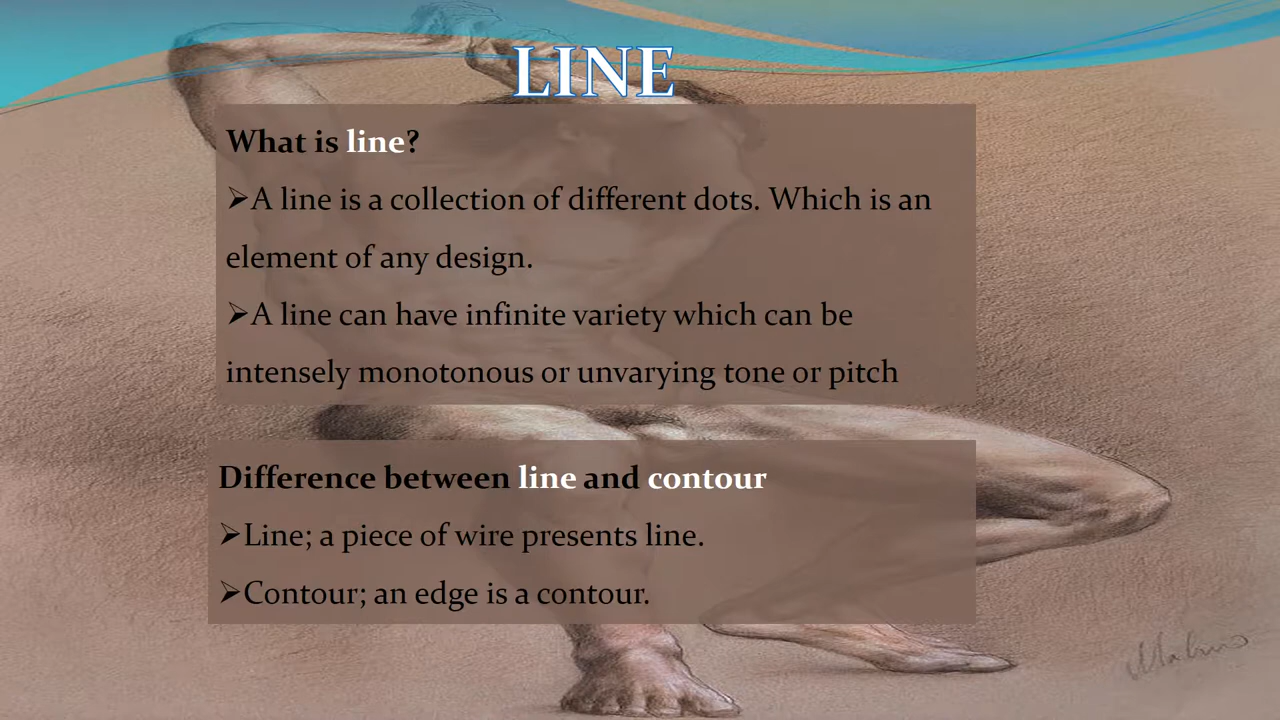 LINE
What is line?
➢A line is a collection of different dots. Which is an
element of any design.
➢A line can have infinite variety which can be
intensely monotonous or unvarying tone or pitch
Difference between line and contour
➢Line; a piece of wire presents line.
➢Contour; an edge is a contour.